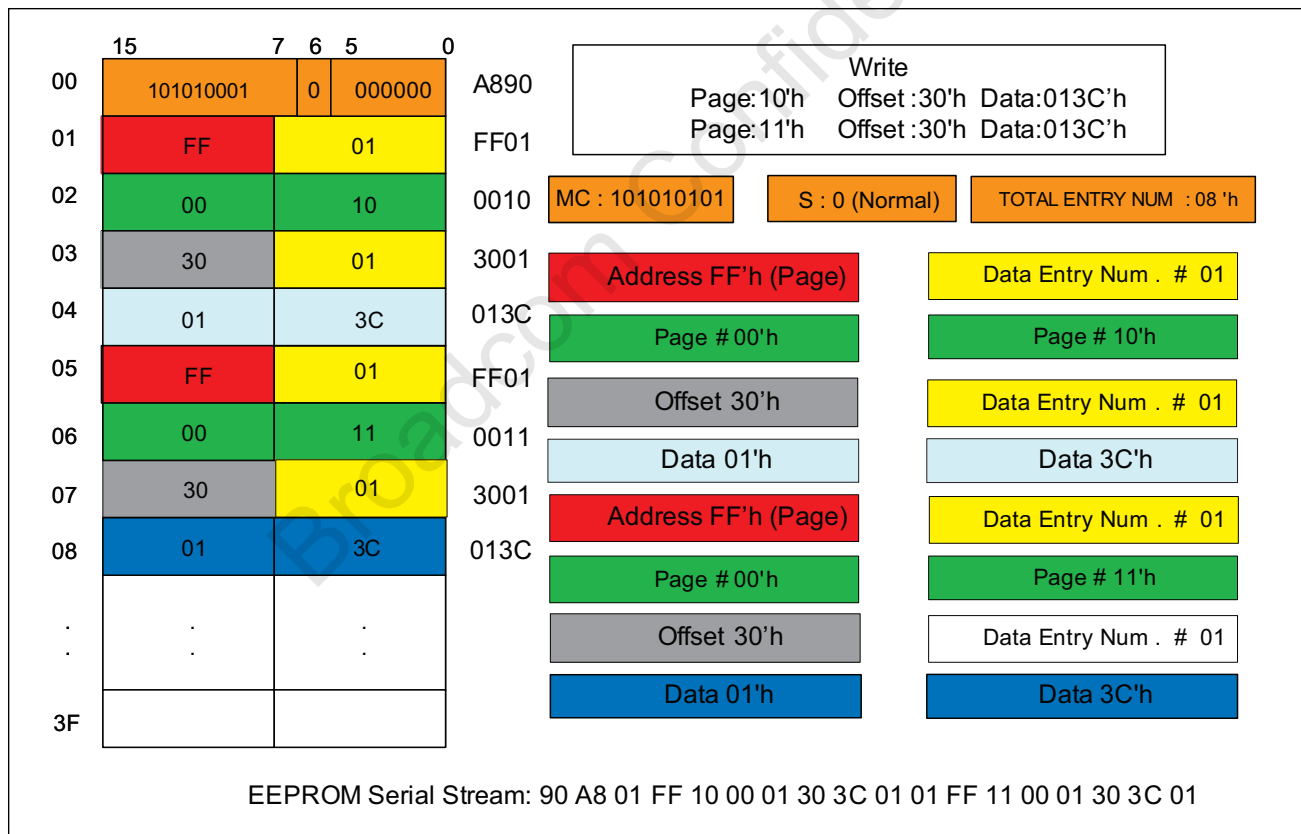 15 7 6 5 0
00 101010001 0 000000 A890
01 FF 01 FF01
02 00 10 0010
03 30 01 3001
04 01 3C 013C
05 FF 01 FF01
06 00 11 0011
07 30 01 3001
08 01 3C 013C
. . .
. . .
3F
Write
Page:10'h Offset :30'h Data:013C'h
Page:11'h Offset :30'h Data:013C'h
MC : 101010101 S : 0 (Normal) TOTAL ENTRY NUM : 08 'h
Address FF'h (Page) Data Entry Num . # 01
Page # 00'h Page # 10'h
Offset 30'h Data Entry Num . # 01
Data 01'h Data 3C'h
Address FF'h (Page) Data Entry Num . # 01
Page # 00'h Page # 11'h
Offset 30'h Data Entry Num . # 01
Data 01'h Data 3C'h
EEPROM Serial Stream: 90 A8 01 FF 10 00 01 30 3C 01 01 FF 11 00 01 30 3C 01
Broadcom